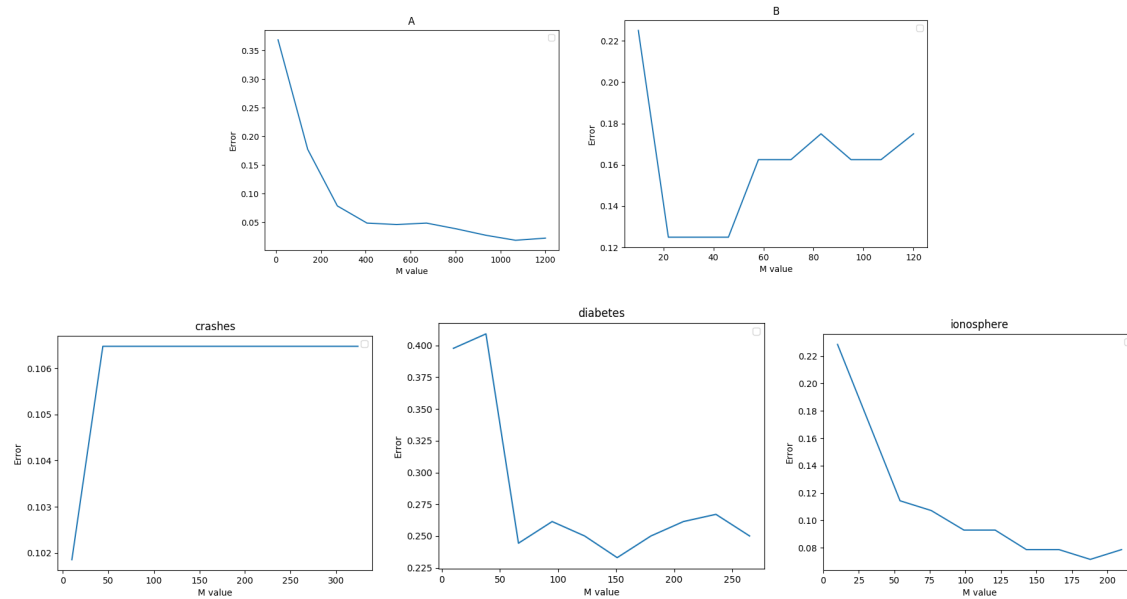 A
0.35
0.30
0.25
0.20
0.15
0.10
0.05
Error
0 200 400 600 800 1000 1200
M value
B
0.22
0.20
0.18
0.16
0.14
0.12
Error
20 40 60 80 100 120
M value
crashes
0.106
0.105
0.104
0.103
0.102
Error
0 50 100 150 200 250 300
M value
diabetes
0.400
0.375
0.350
0.325
0.300
0.275
0.250
0.225
Error
0 50 100 150 200 250
M value
ionosphere
0.22
0.20
0.18
0.16
0.14
0.12
0.10
0.08
Error
0 25 50 75 100 125 150 175 200
M value